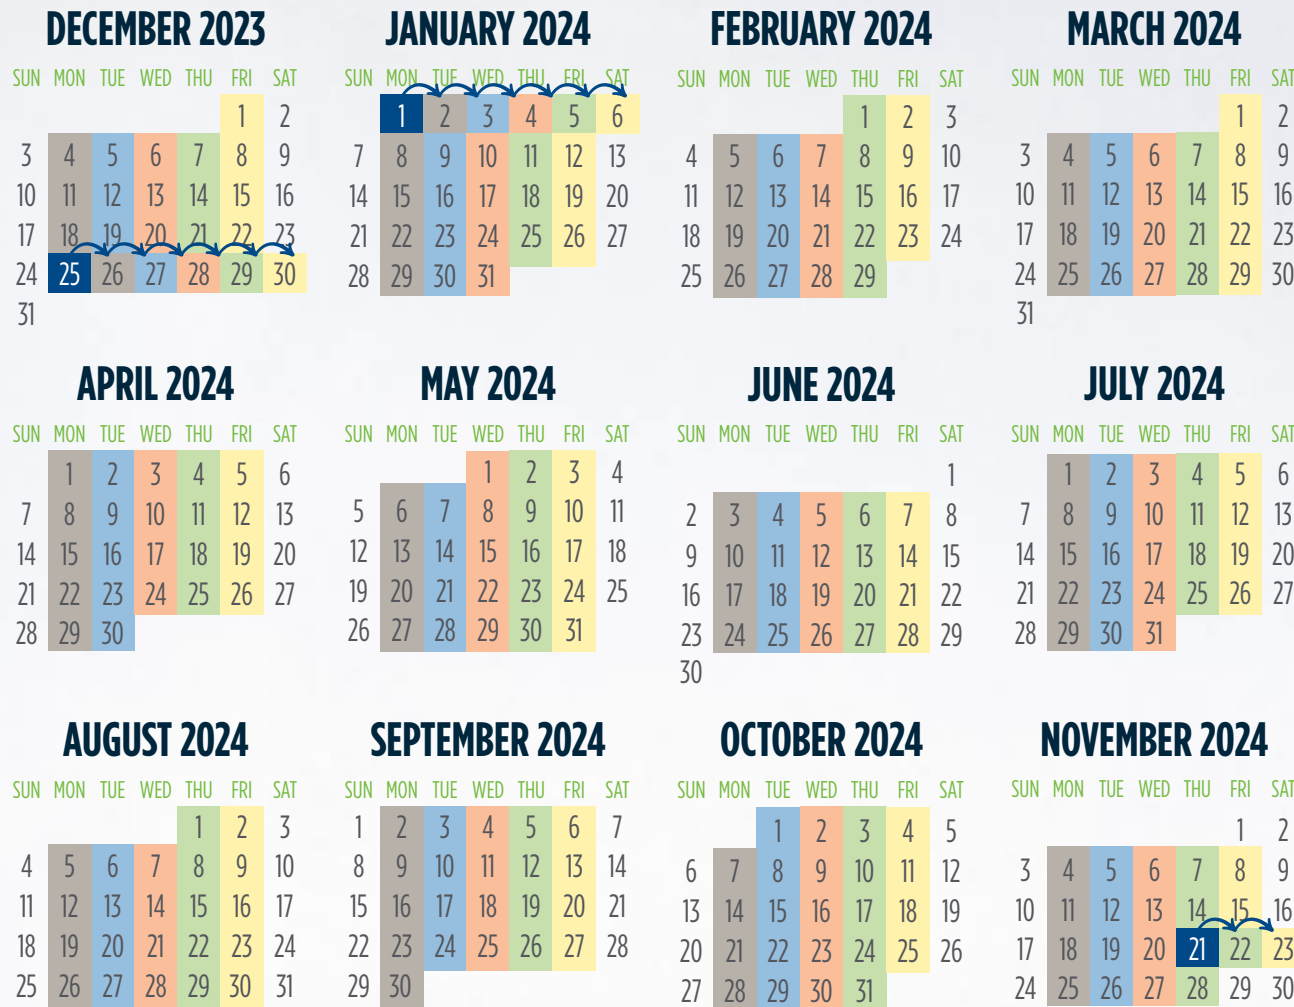 DECEMBER 2023
SUN MON TUE WED THU FRI SAT
1 2
3 4 5 6 7 8 9
10 11 12 13 14 15 16
17 18 19 20 21 22 23
24 25 26 27 28 29 30
31
JANUARY 2024
SUN MON TUE WED THU FRI SAT
1 2 3 4 5 6
7 8 9 10 11 12 13
14 15 16 17 18 19 20
21 22 23 24 25 26 27
28 29 30 31
FEBRUARY 2024
SUN MON TUE WED THU FRI SAT
1 2 3
4 5 6 7 8 9 10
11 12 13 14 15 16 17
18 19 20 21 22 23 24
25 26 27 28 29
MARCH 2024
SUN MON TUE WED THU FRI SAT
1 2
3 4 5 6 7 8 9
10 11 12 13 14 15 16
17 18 19 20 21 22 23
24 25 26 27 28 29 30
31
APRIL 2024
SUN MON TUE WED THU FRI SAT
1 2 3 4 5 6
7 8 9 10 11 12 13
14 15 16 17 18 19 20
21 22 23 24 25 26 27
28 29 30
MAY 2024
SUN MON TUE WED THU FRI SAT
1 2 3 4
5 6 7 8 9 10 11
12 13 14 15 16 17 18
19 20 21 22 23 24 25
26 27 28 29 30 31
JUNE 2024
SUN MON TUE WED THU FRI SAT
1
2 3 4 5 6 7 8
9 10 11 12 13 14 15
16 17 18 19 20 21 22
23 24 25 26 27 28 29
30
JULY 2024
SUN MON TUE WED THU FRI SAT
1 2 3 4 5 6
7 8 9 10 11 12 13
14 15 16 17 18 19 20
21 22 23 24 25 26 27
28 29 30 31
AUGUST 2024
SUN MON TUE WED THU FRI SAT
1 2 3
4 5 6 7 8 9 10
11 12 13 14 15 16 17
18 19 20 21 22 23 24
25 26 27 28 29 30 31
SEPTEMBER 2024
SUN MON TUE WED THU FRI SAT
1 2 3 4 5 6 7
8 9 10 11 12 13 14
15 16 17 18 19 20 21
22 23 24 25 26 27 28
29 30
OCTOBER 2024
SUN MON TUE WED THU FRI SAT
1 2 3 4 5
6 7 8 9 10 11 12
13 14 15 16 17 18 19
20 21 22 23 24 25 26
27 28 29 30 31
NOVEMBER 2024
SUN MON TUE WED THU FRI SAT
1 2
3 4 5 6 7 8 9
10 11 12 13 14 15 16
17 18 19 20 21 22 23
24 25 26 27 28 29 30